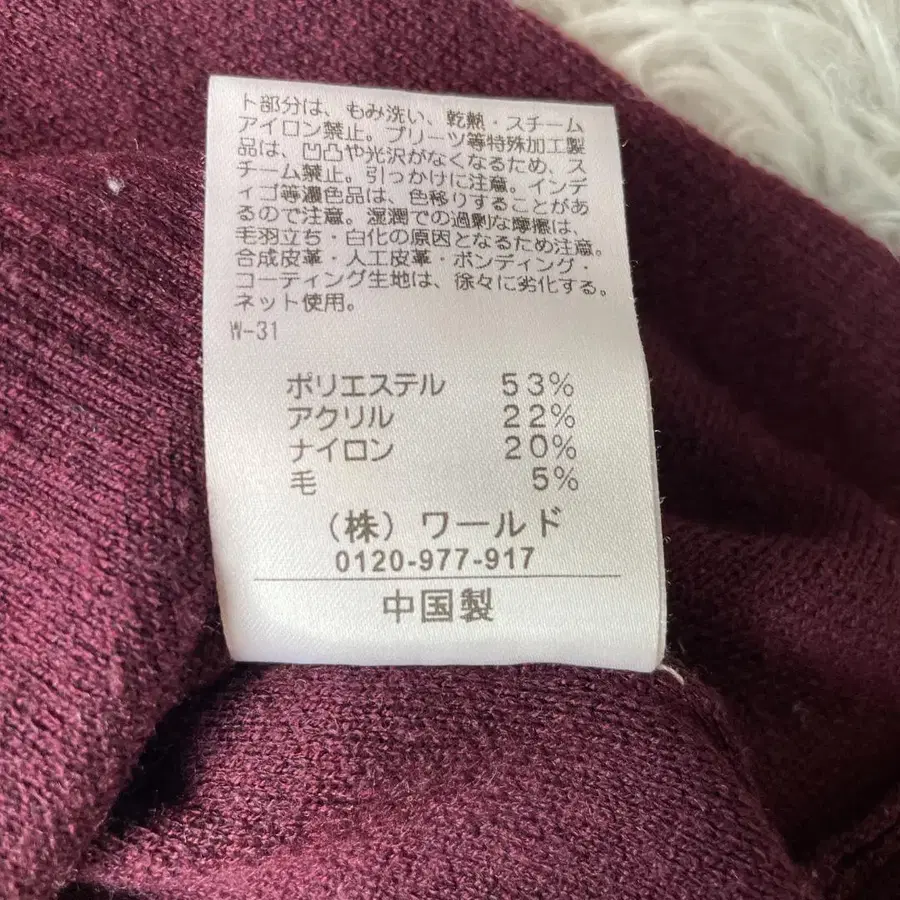 ト部分は、もみ洗い、乾熱・スチーム
アイロン禁止。プリーツ等特殊加工製
品は、凹凸や光沢がなくなるため、ス
チーム禁止。引っかけに注意。インデ
ィゴ等濃色品は、色移りすることがあ
るので注意。湿潤での過剰な摩擦は、
毛羽立ち・白化の原因となるため注意。
合成皮革・人工皮革・ボンディング・
コーティング生地は、徐々に劣化する。
ネット使用。
W-31
ポリエステル 53%
アクリル 22%
ナイロン 20%
毛 5%
（株）ワールド
0120-977-917
中国製